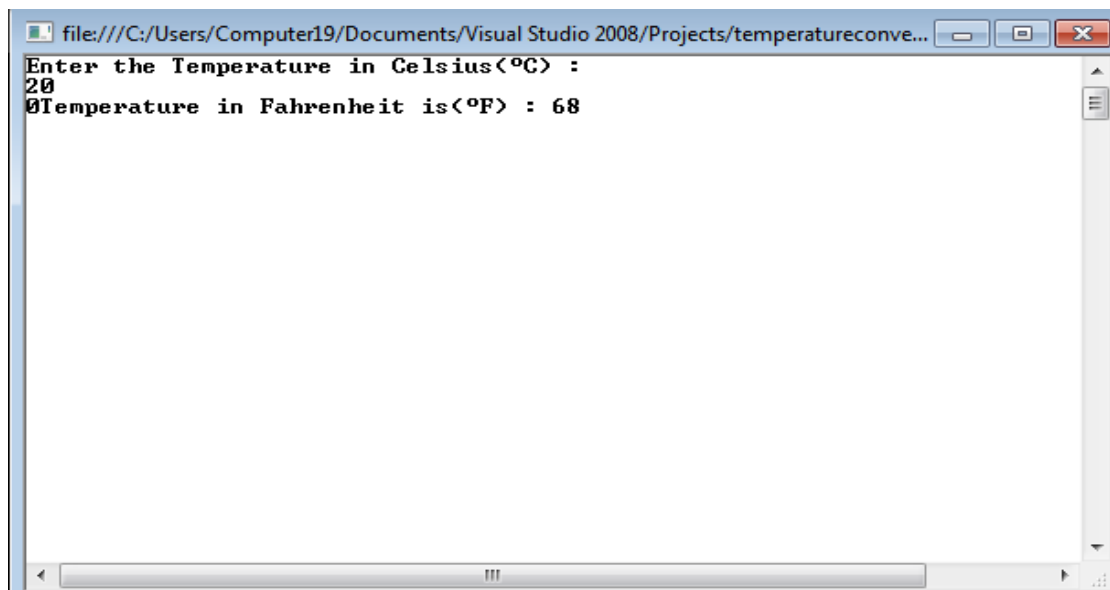 file:///C:/Users/Computer19/Documents/Visual Studio 2008/Projects/temperatureconve...
Enter the Temperature in Celsius(ºC) :
20
0Temperature in Fahrenheit is(ºF) : 68